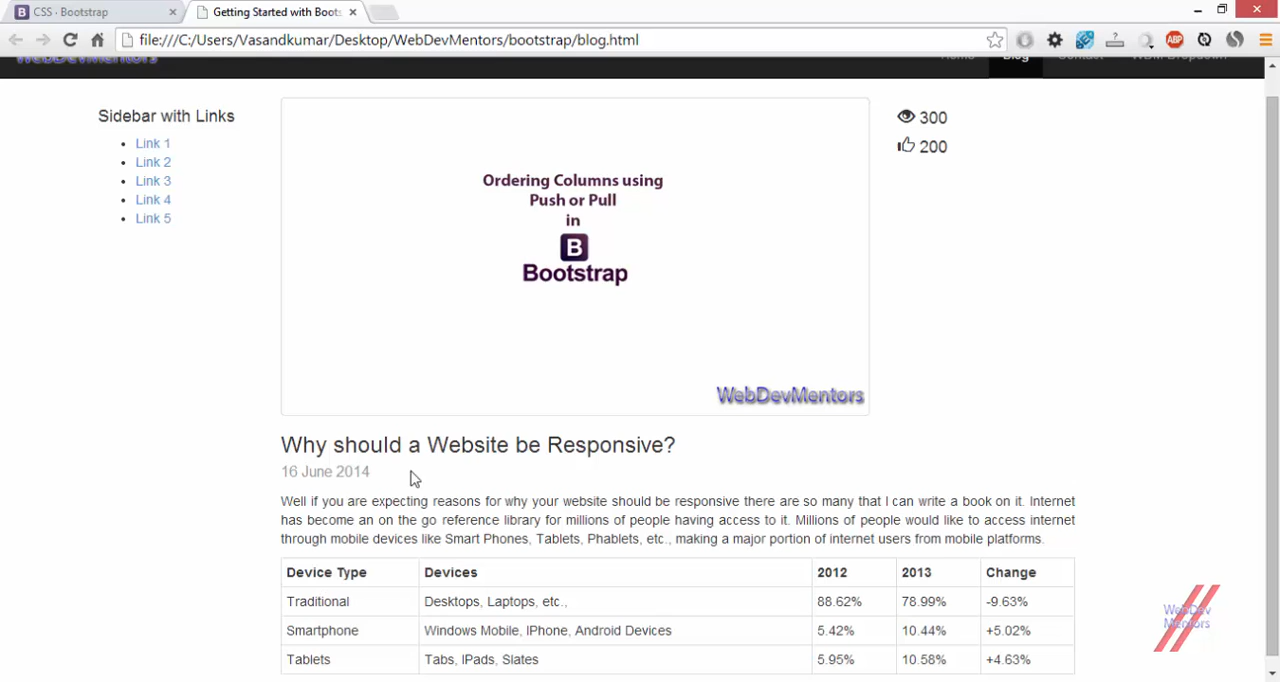 CSS · Bootstrap
Getting Started with Boots
file:///C:/Users/Vasandkumar/Desktop/WebDevMentors/bootstrap/blog.html
ABP
WebDevMentors
Home Blog Contact WDM Dropdown
Sidebar with Links
Link 1
Link 2
Link 3
Link 4
Link 5
Ordering Columns using
Push or Pull
in
B
Bootstrap
WebDevMentors
300
200
Why should a Website be Responsive?
16 June 2014
Well if you are expecting reasons for why your website should be responsive there are so many that I can write a book on it. Internet
has become an on the go reference library for millions of people having access to it. Millions of people would like to access internet
through mobile devices like Smart Phones, Tablets, Phablets, etc., making a major portion of internet users from mobile platforms.
Device Type Devices 2012 2013 Change
Traditional Desktops, Laptops, etc., 88.62% 78.99% -9.63%
Smartphone Windows Mobile, IPhone, Android Devices 5.42% 10.44% +5.02%
Tablets Tabs, IPads, Slates 5.95% 10.58% +4.63%
WebDev
Mentors